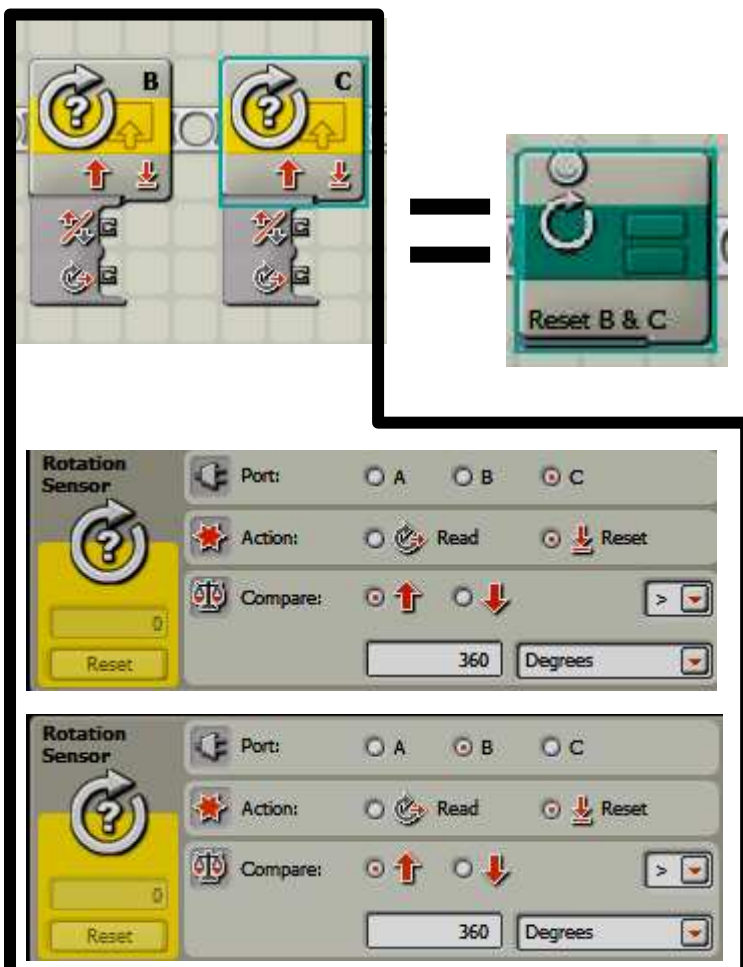 B
C
G
G
G
G
=
Reset B & C
Rotation Sensor
Port: A B C
Action: Read Reset
Compare: >
0
Reset
360 Degrees
Rotation Sensor
Port: A B C
Action: Read Reset
Compare: >
0
Reset
360 Degrees